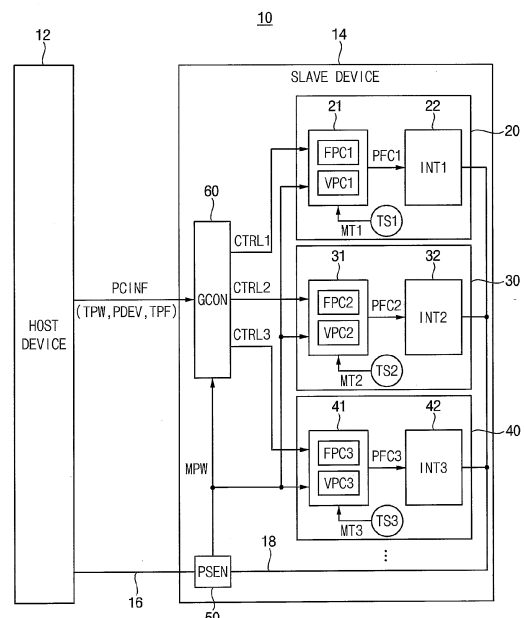 10
12
14
SLAVE DEVICE
21
22
20
FPC1
VPC1
PFC1
INT1
MT1
TS1
60
CTRL1
31
32
30
PCINF
(TPW,PDEV,TPF)
GCON
CTRL2
FPC2
VPC2
PFC2
INT2
HOST
DEVICE
CTRL3
MT2
TS2
41
42
40
FPC3
VPC3
PFC3
INT3
MPW
MT3
TS3
PSEN
18
16
50